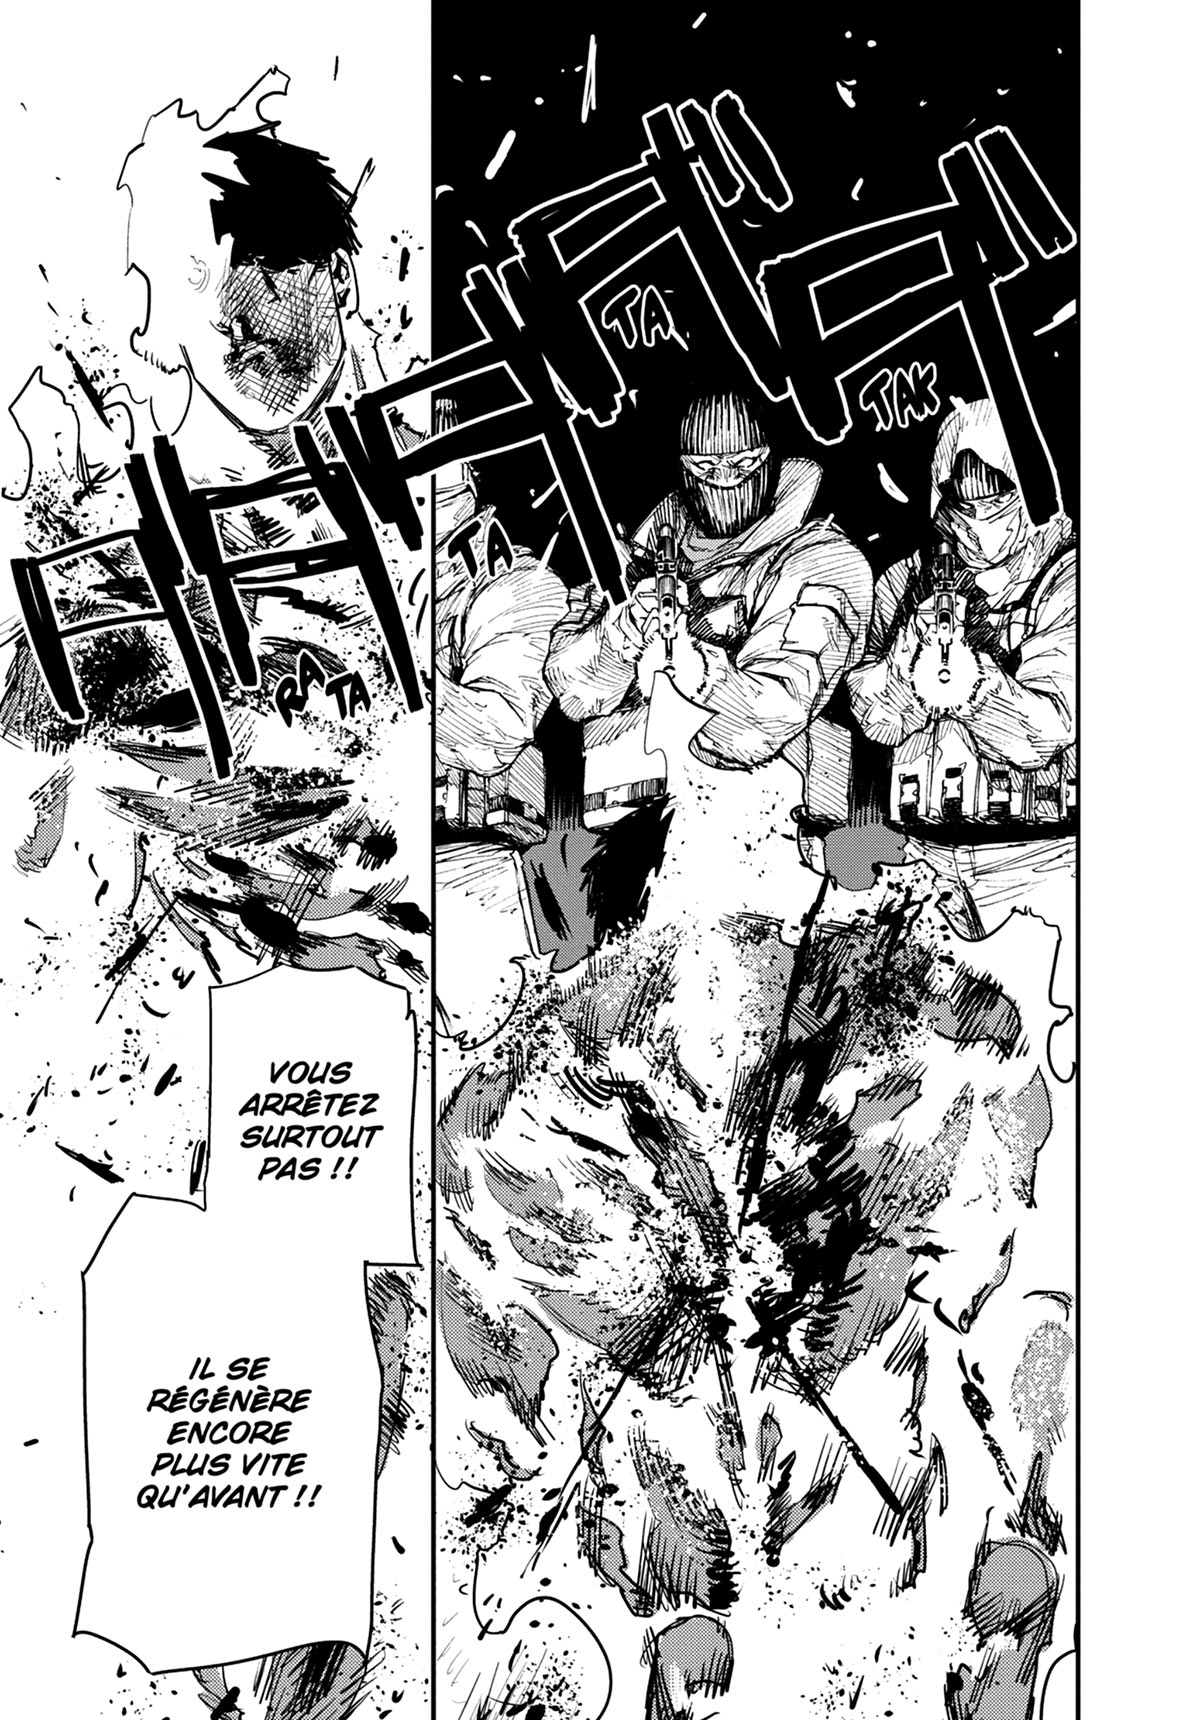 TAK
TA
TA
RA
TA
VOUS
ARRÊTEZ
SURTOUT
PAS !!
IL SE
RÉGÉNÈRE
ENCORE
PLUS VITE
QU'AVANT !!